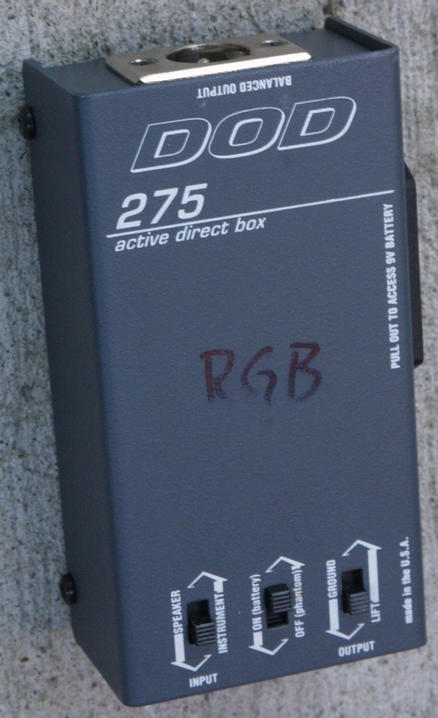 BALANCED OUTPUT
DOD
275
active direct box
PULL OUT TO ACCESS 9V BATTERY
RGB
SPEAKER
INSTRUMENT
INPUT
ON (battery)
OFF (phantom)
GROUND
LIFT
OUTPUT
made in the U.S.A.